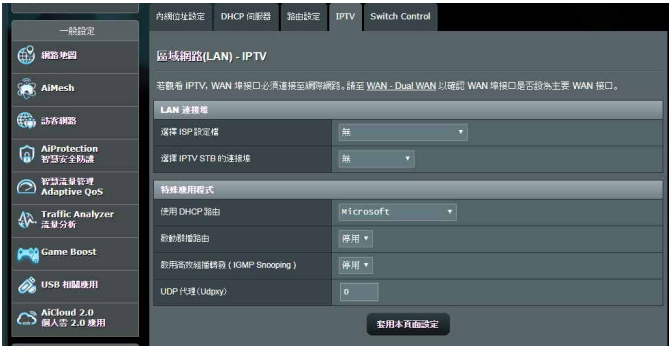 內網位址設定 DHCP 伺服器 路由設定 IPTV Switch Control
一般設定
網路地圖
AiMesh
訪客網路
AiProtection
智慧安全防護
智慧流量管理
Adaptive QoS
Traffic Analyzer
流量分析
Game Boost
USB 相關應用
AiCloud 2.0
個人雲 2.0 應用
區域網路(LAN) - IPTV
若觀看 IPTV, WAN 埠接口必須連接至網際網路。請至 WAN - Dual WAN 以確認 WAN 埠接口是否設為主要 WAN 接口。
LAN 連接埠
選擇 ISP 設定檔 無
選擇 IPTV STB 的連接埠 無
特殊應用程式
使用 DHCP 路由 Microsoft
啟動群播路由 停用
啟用高效組播轉發 ( IGMP Snooping ) 停用
UDP 代理 (Udpxy) 0
套用本頁面設定